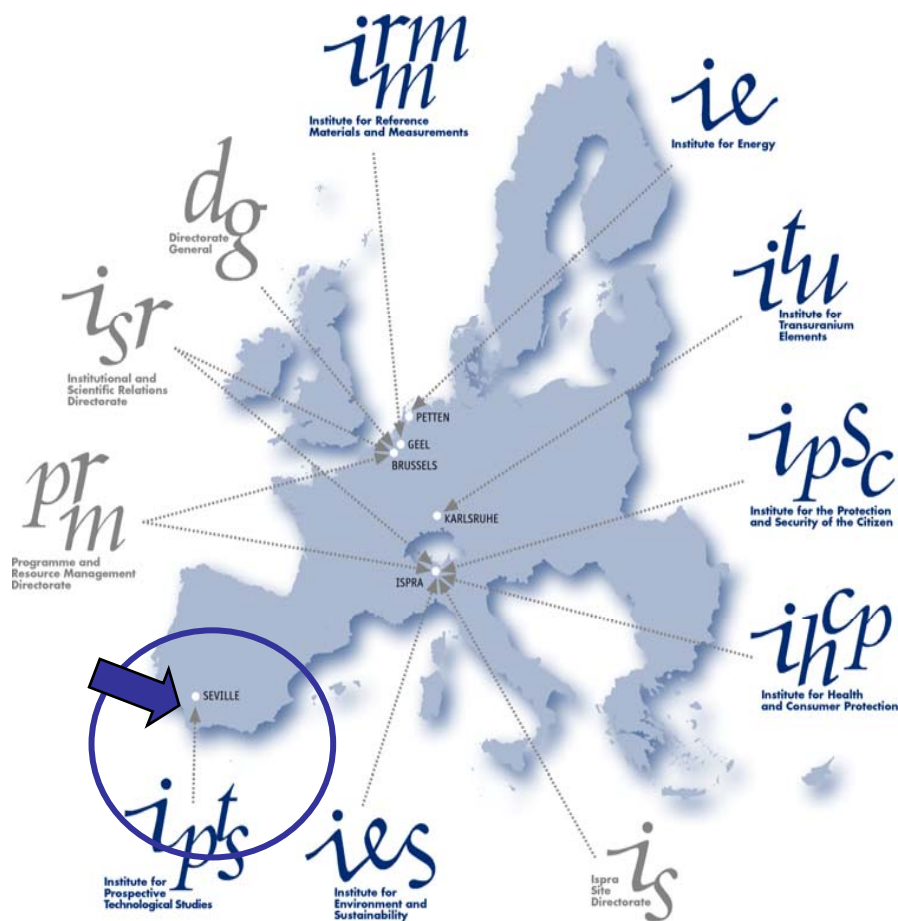 irmm
Institute for Reference
Materials and Measurements
ie
Institute for Energy
dg
Directorate
General
itu
Institute for
Transuranium
Elements
isr
Institutional and
Scientific Relations
Directorate
PETTEN
GEEL
BRUSSELS
ipsc
Institute for the Protection
and Security of the Citizen
prm
Programme and
Resource Management
Directorate
KARLSRUHE
ISPRA
ihcp
Institute for Health
and Consumer Protection
SEVILLE
ipts
Institute for
Prospective
Technological Studies
ies
Institute for
Environment and
Sustainability
is
Ispra
Site
Directorate